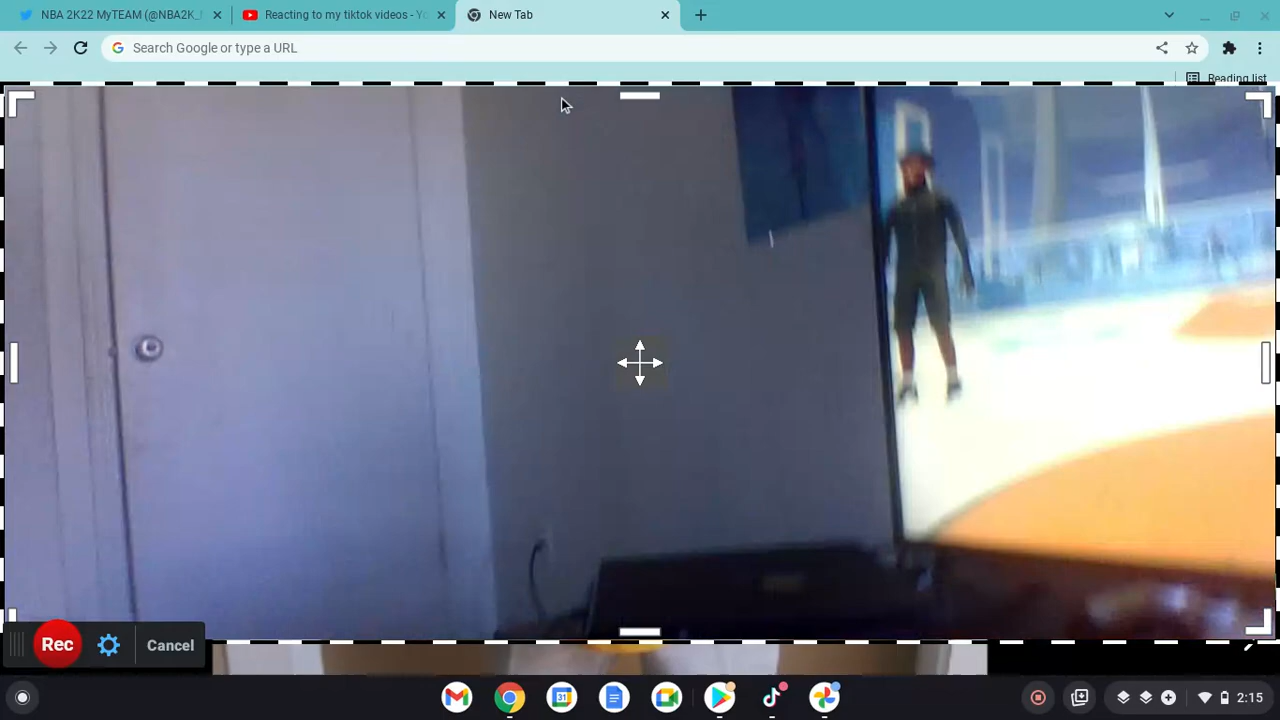 NBA 2K22 MyTEAM (@NBA2K_
Reacting to my tiktok videos - Yo
New Tab
Search Google or type a URL
Reading list
Rec
Cancel
31
2:15